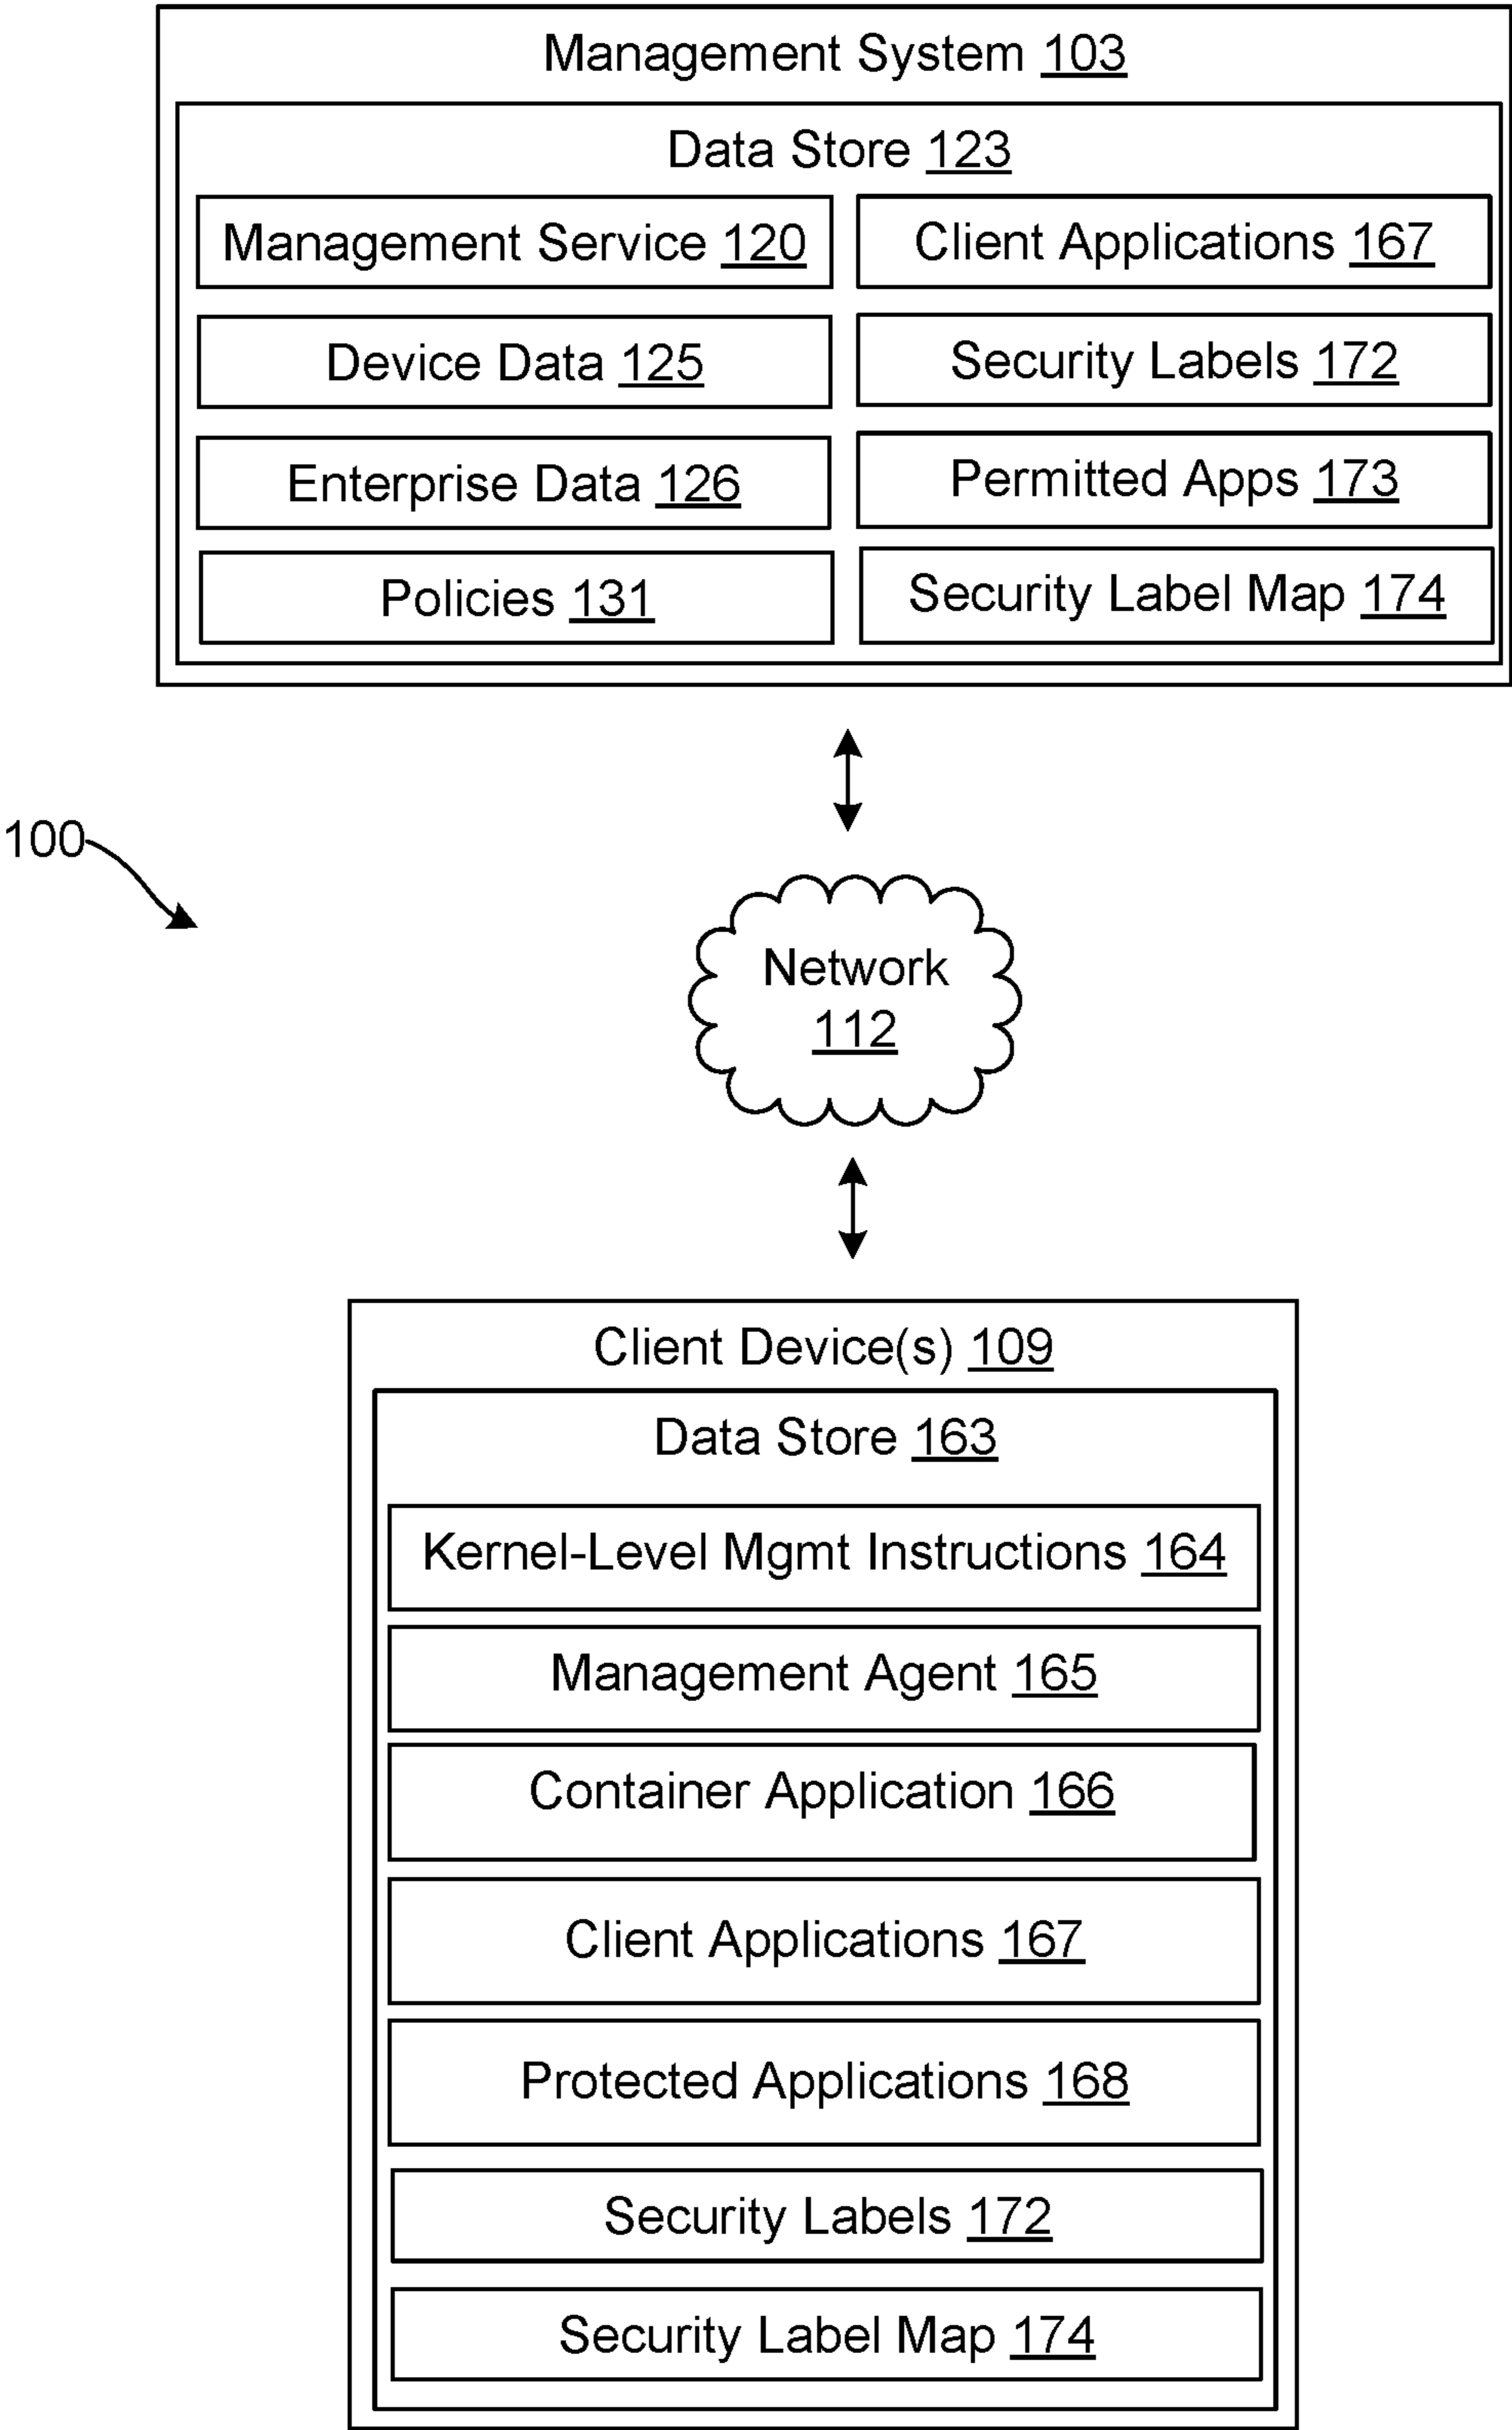 Management System 103
Data Store 123
Management Service 120
Client Applications 167
Device Data 125
Security Labels 172
Enterprise Data 126
Permitted Apps 173
Policies 131
Security Label Map 174
100
Network
112
Client Device(s) 109
Data Store 163
Kernel-Level Mgmt Instructions 164
Management Agent 165
Container Application 166
Client Applications 167
Protected Applications 168
Security Labels 172
Security Label Map 174